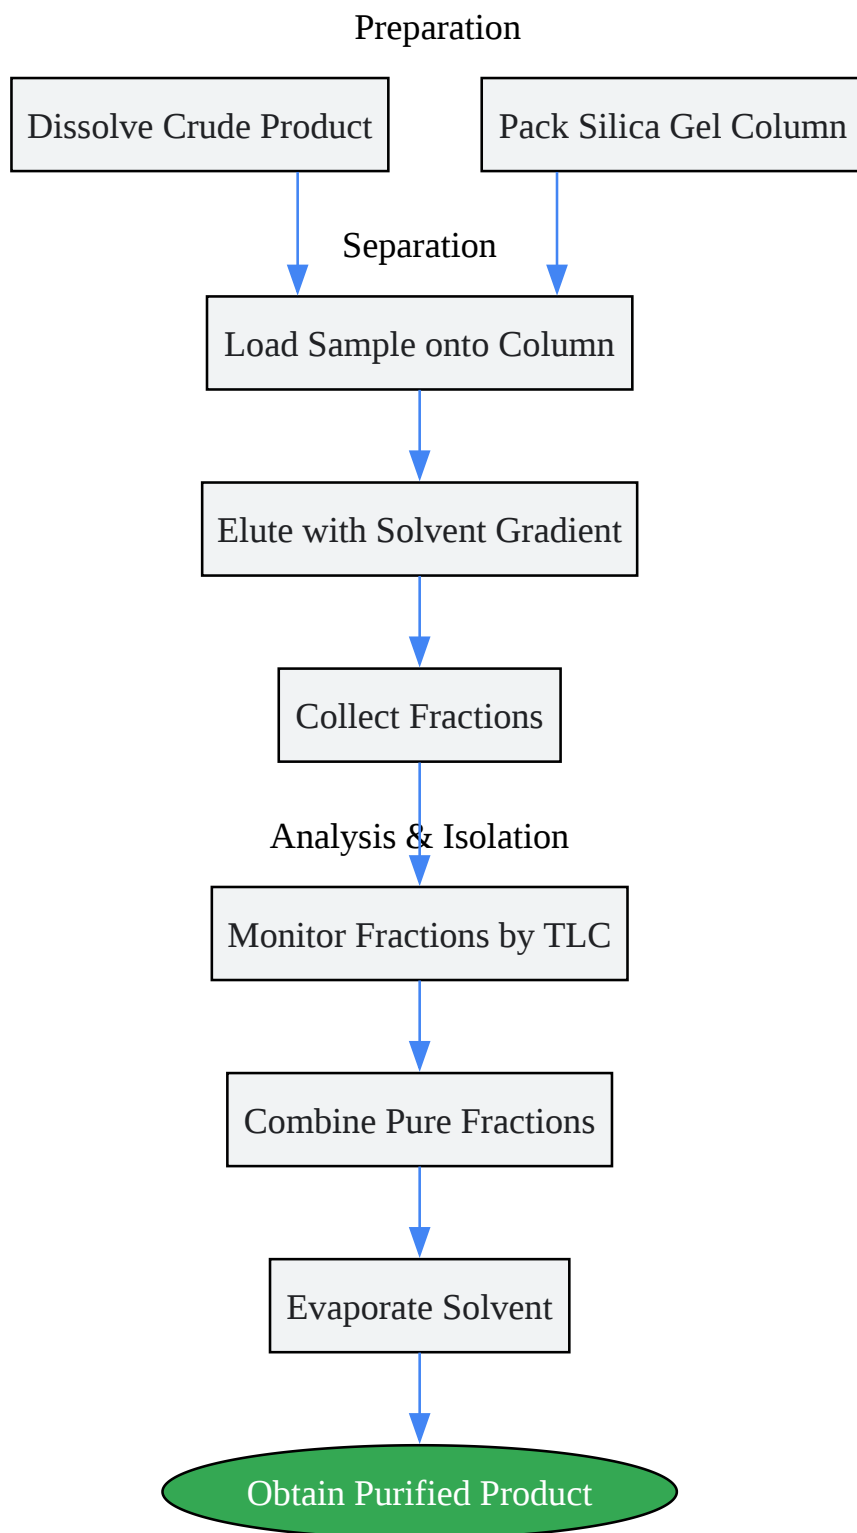 Preparation
Dissolve Crude Product
Pack Silica Gel Column
Separation
Load Sample onto Column
Elute with Solvent Gradient
Collect Fractions
Analysis & Isolation
Monitor Fractions by TLC
Combine Pure Fractions
Evaporate Solvent
Obtain Purified Product